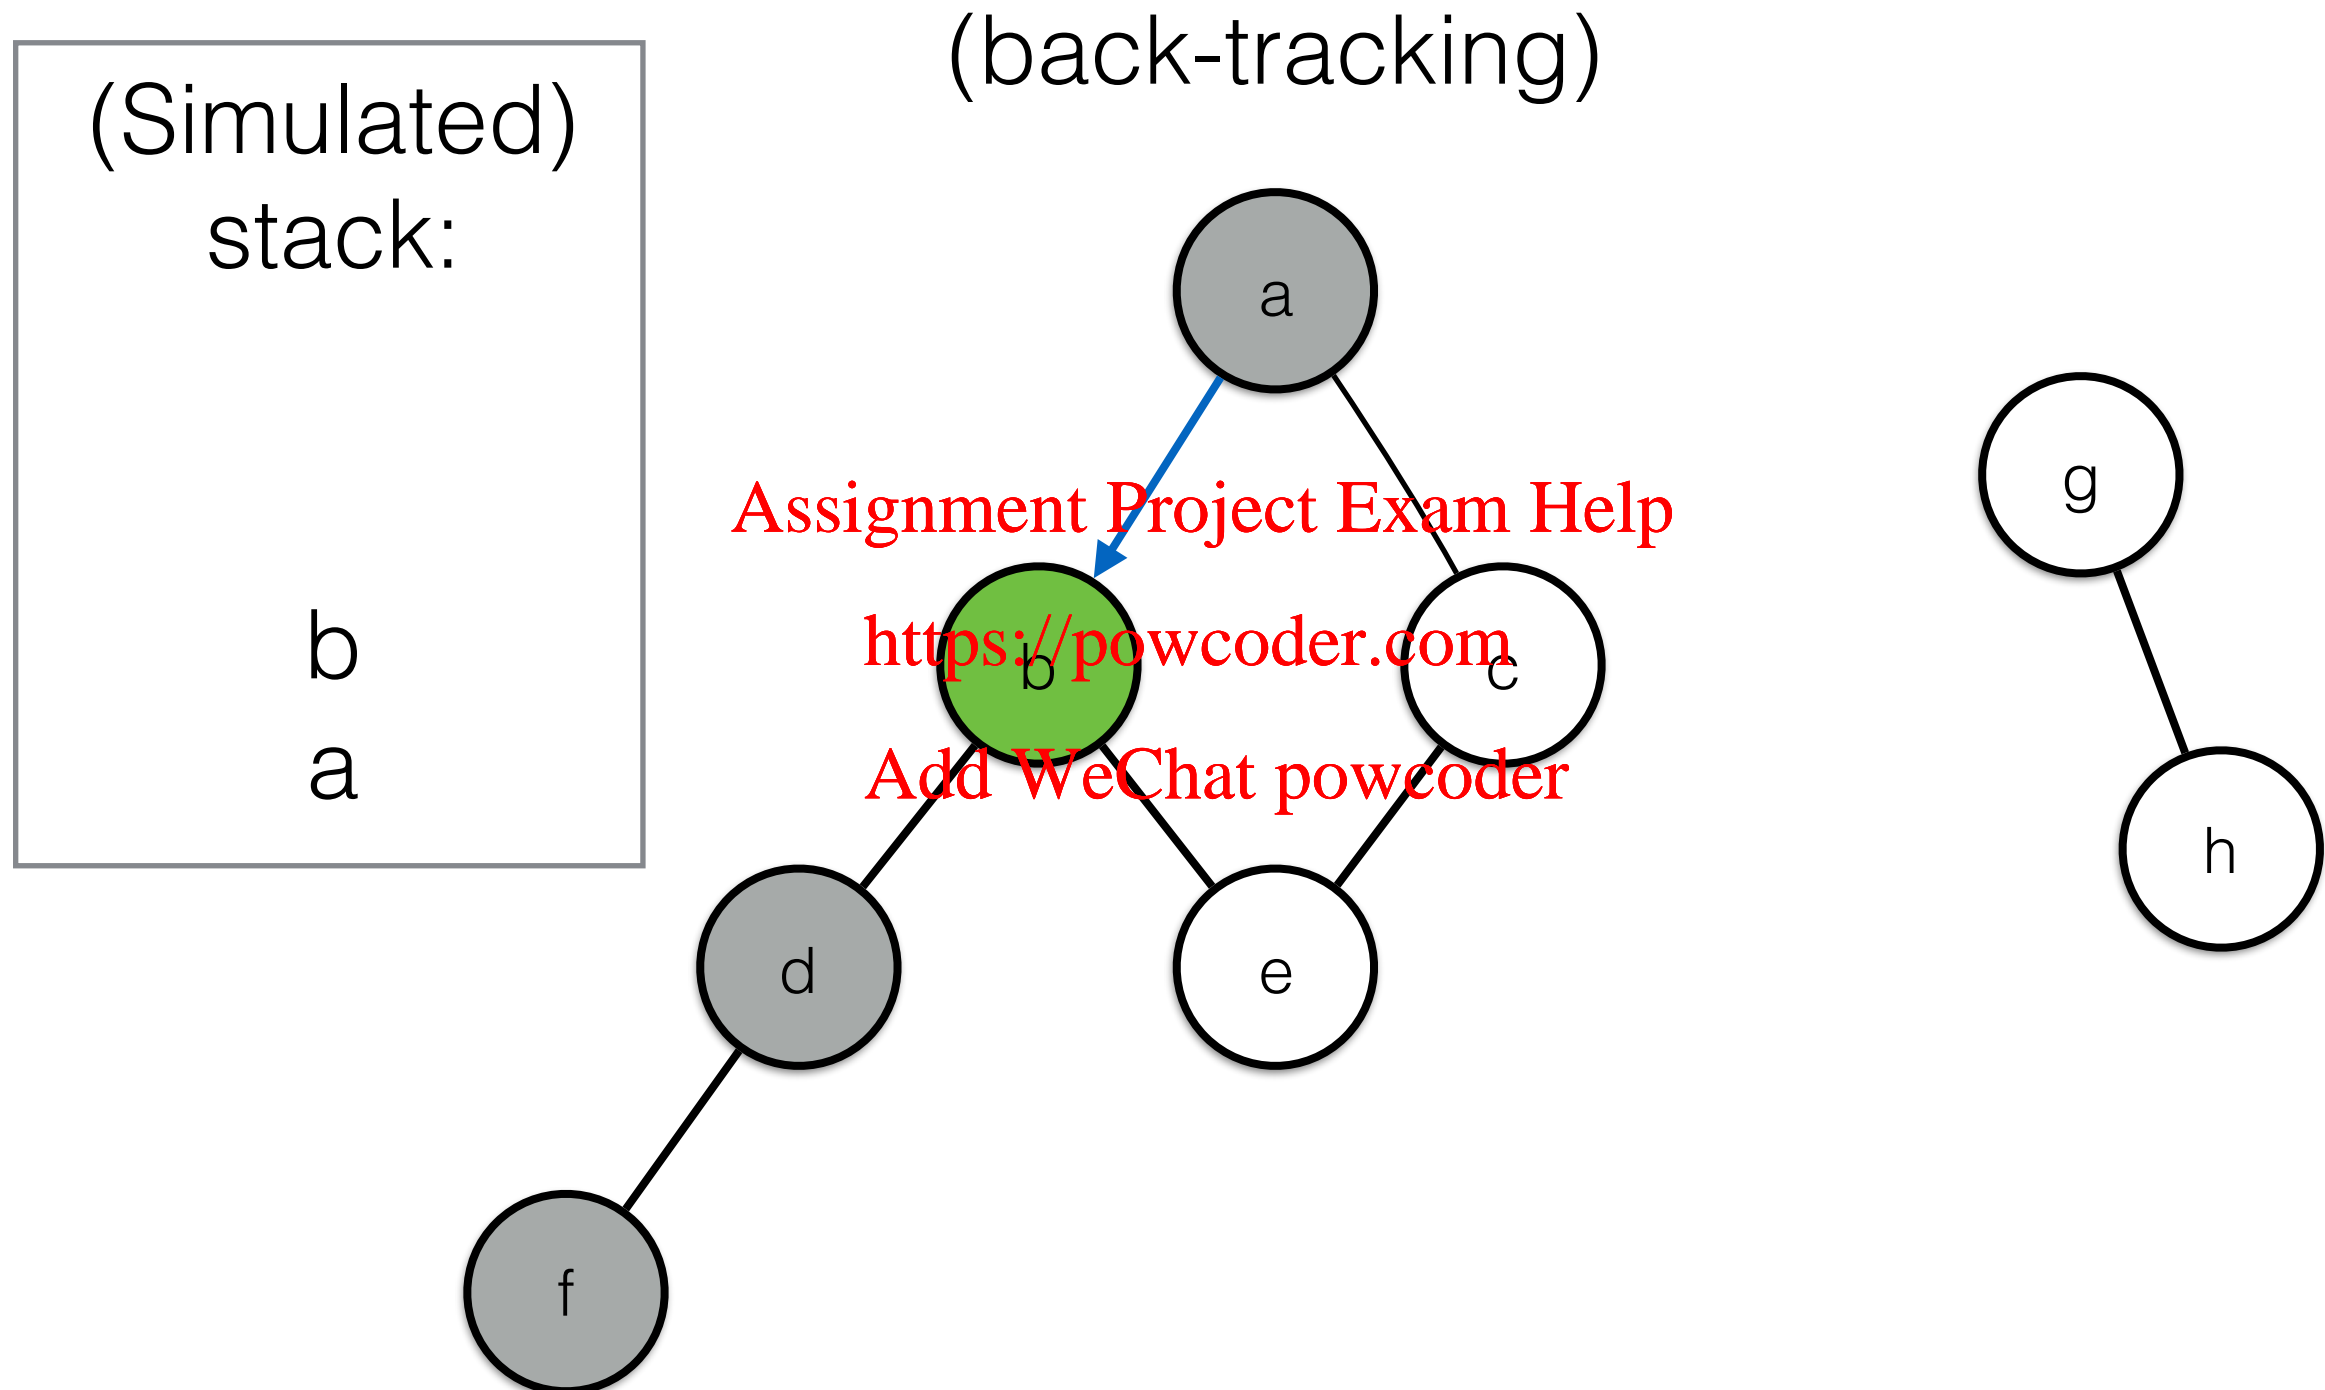 (back-tracking)
(Simulated)
stack:
b
a
a
g
Assignment Project Exam Help
https://powcoder.com
b
c
Add WeChat powcoder
h
d
e
f